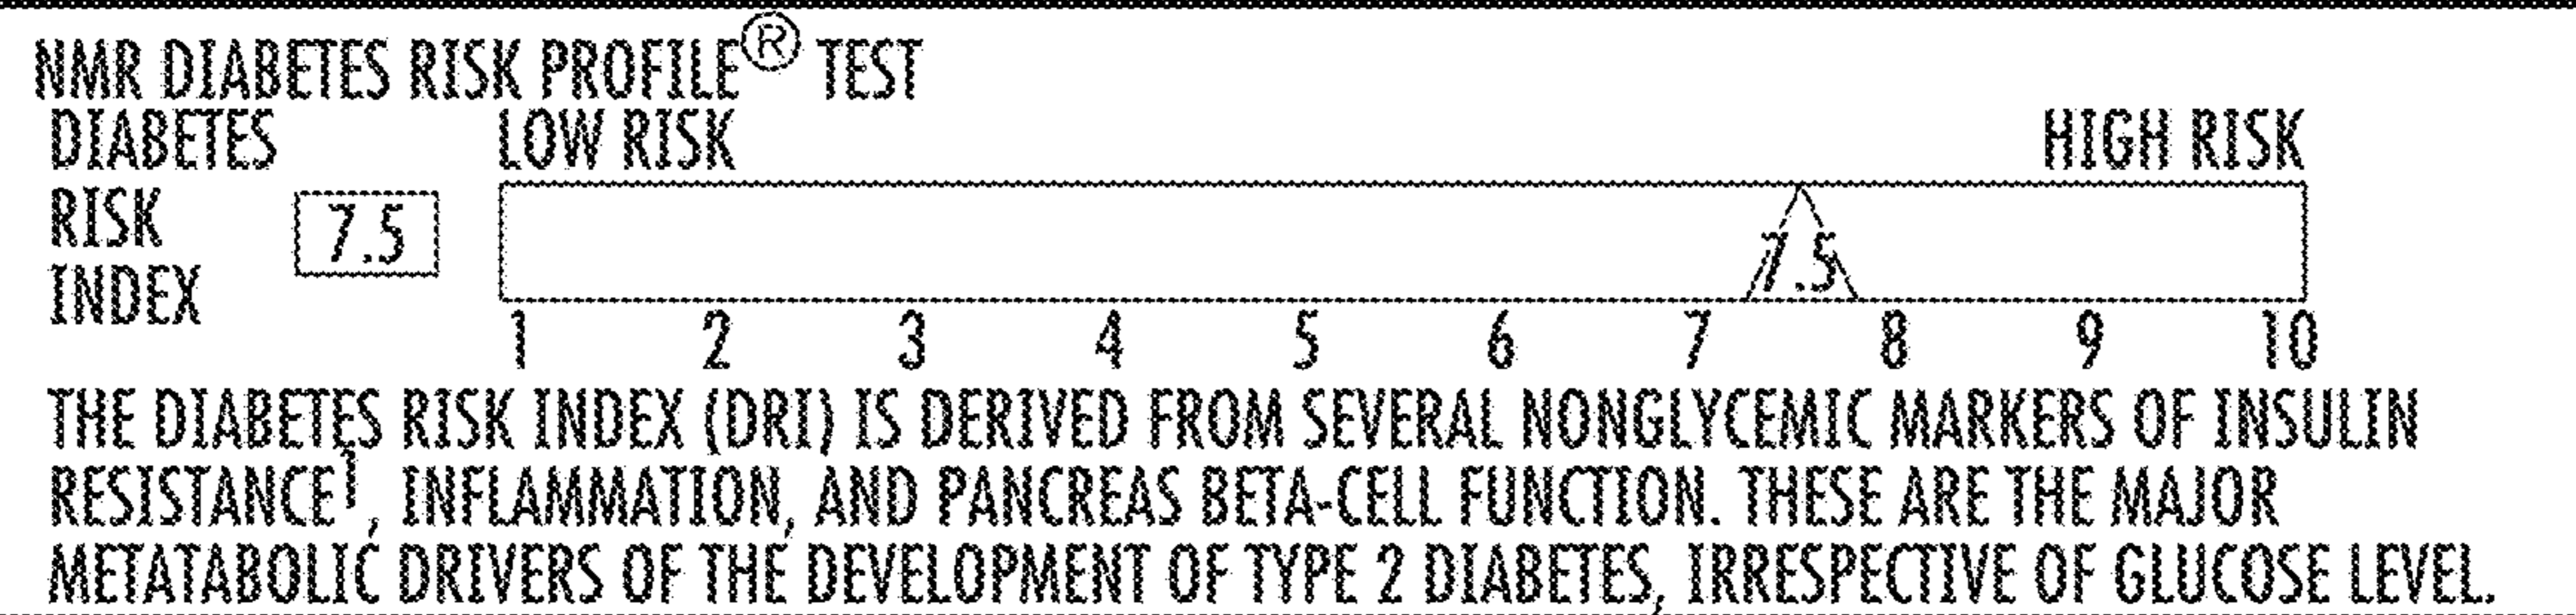 NMR DIABETES RISK PROFILE® TEST
DIABETES LOW RISK HIGH RISK
RISK
7.5 7.5
INDEX
1 2 3 4 5 6 7 8 9 10
THE DIABETES RISK INDEX (DRI) IS DERIVED FROM SEVERAL NONGLYCEMIC MARKERS OF INSULIN
RESISTANCE¹, INFLAMMATION, AND PANCREAS BETA-CELL FUNCTION. THESE ARE THE MAJOR
METATABOLIC DRIVERS OF THE DEVELOPMENT OF TYPE 2 DIABETES, IRRESPECTIVE OF GLUCOSE LEVEL.